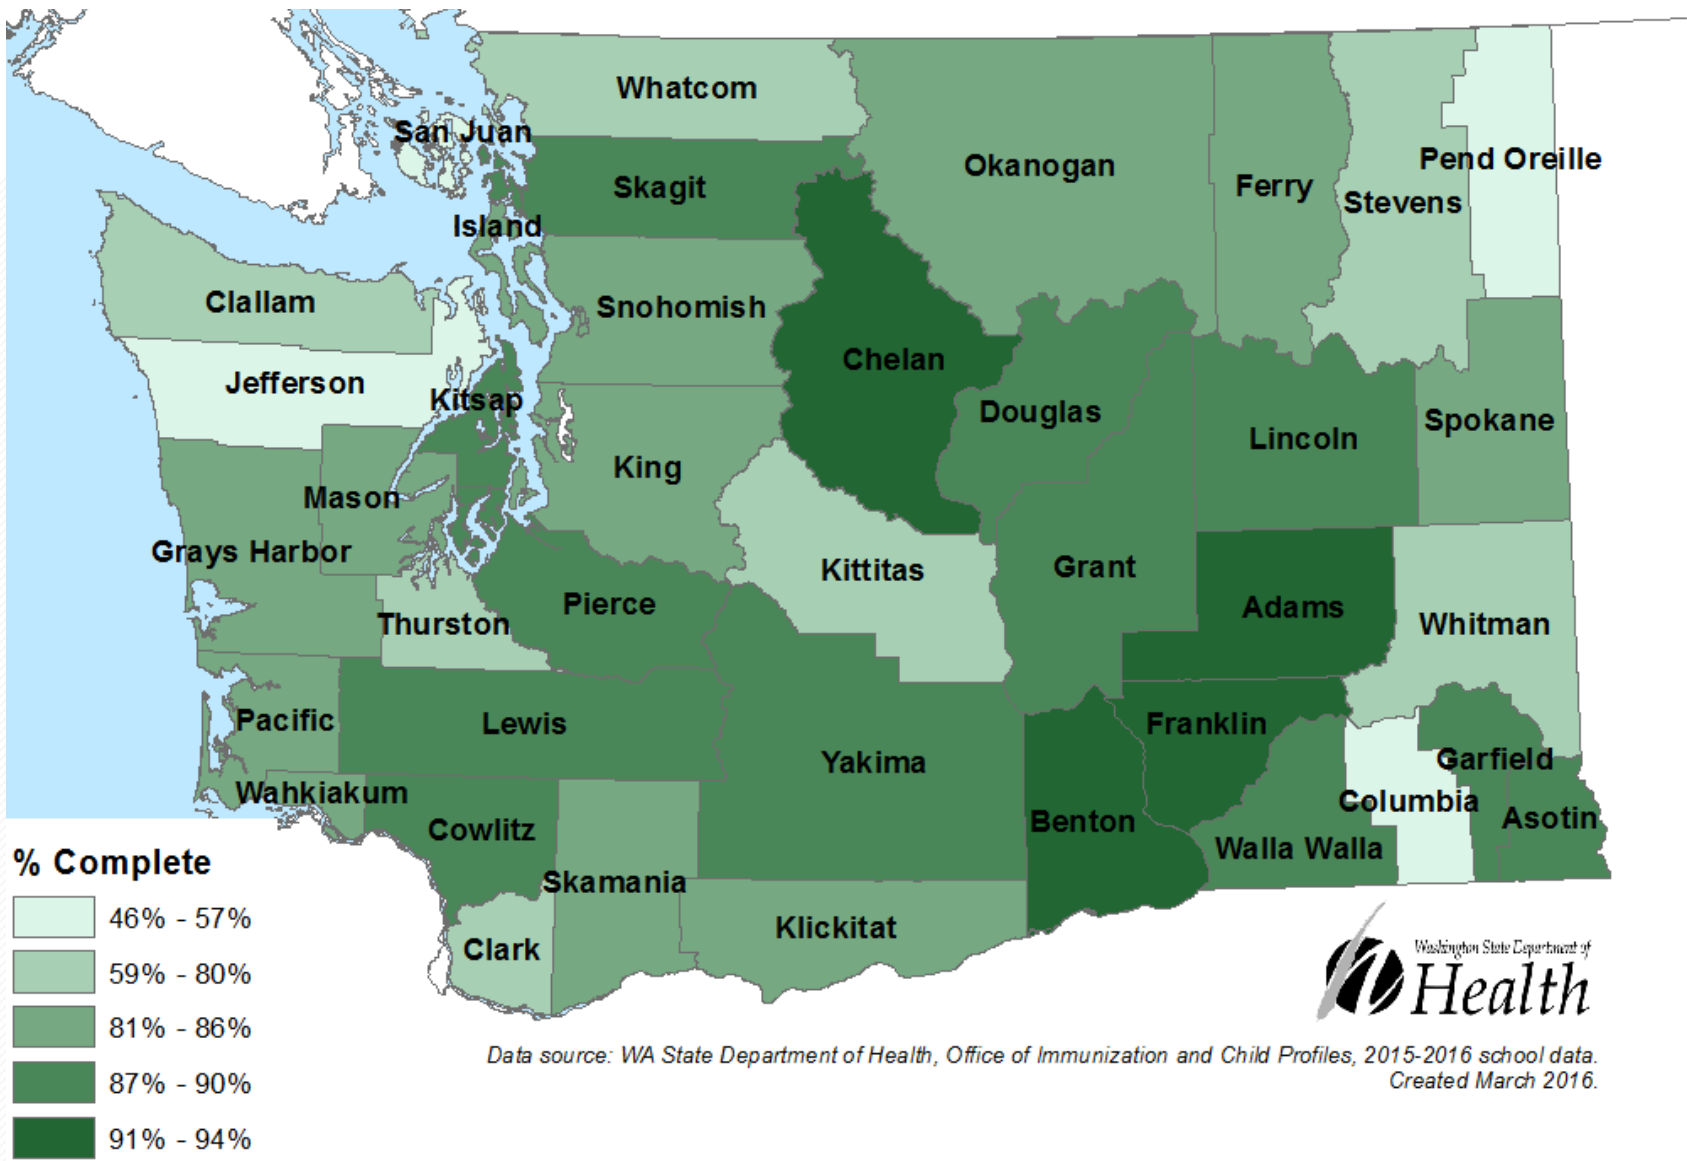 Whatcom
San Juan
Okanogan
Pend Oreille
Skagit
Ferry
Stevens
Island
Clallam
Snohomish
Chelan
Jefferson
Kitsap
Douglas
Spokane
Lincoln
King
Mason
Grays Harbor
Kittitas
Grant
Pierce
Adams
Thurston
Whitman
Pacific
Lewis
Franklin
Yakima
Garfield
Wahkiakum
Columbia
Cowlitz
Benton
Asotin
Walla Walla
Skamania
Klickitat
Clark
% Complete
46% - 57%
59% - 80%
81% - 86%
87% - 90%
91% - 94%
Washington State Department of
Health
Data source: WA State Department of Health, Office of Immunization and Child Profiles, 2015-2016 school data.
Created March 2016.